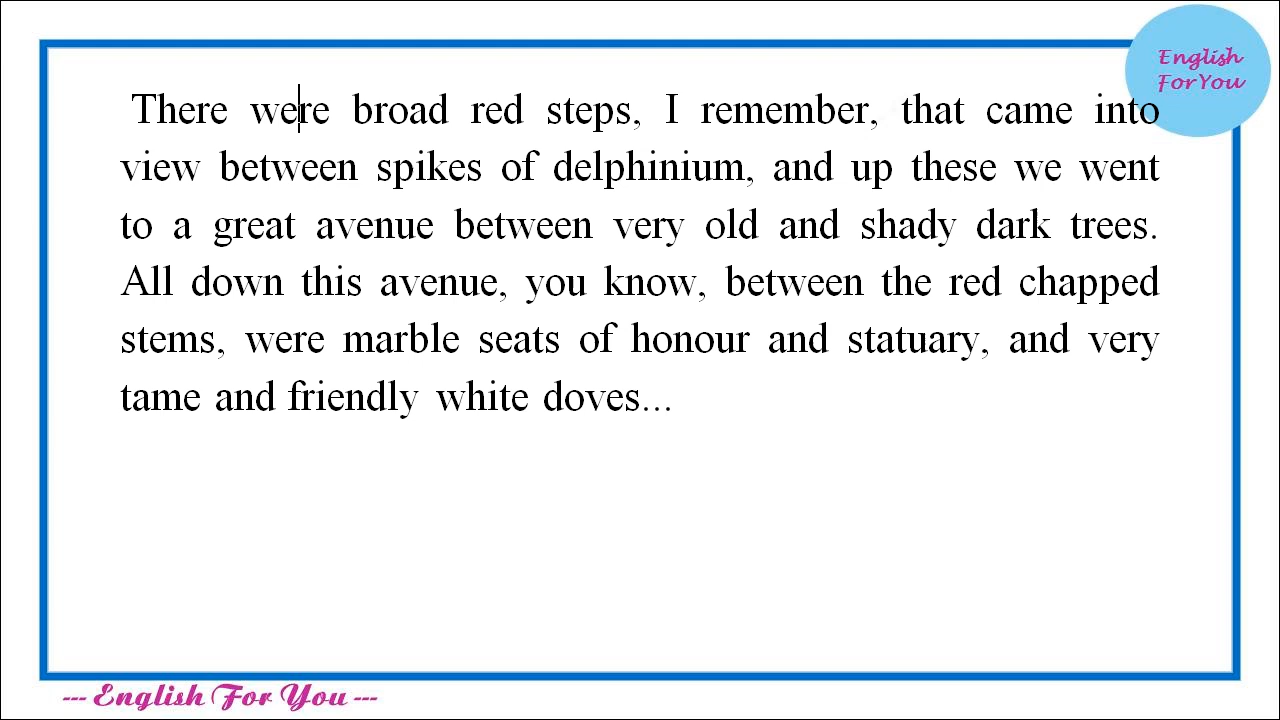 English
ForYou
There were broad red steps, I remember, that came into
view between spikes of delphinium, and up these we went
to a great avenue between very old and shady dark trees.
All down this avenue, you know, between the red chapped
stems, were marble seats of honour and statuary, and very
tame and friendly white doves...
--- English For You ---